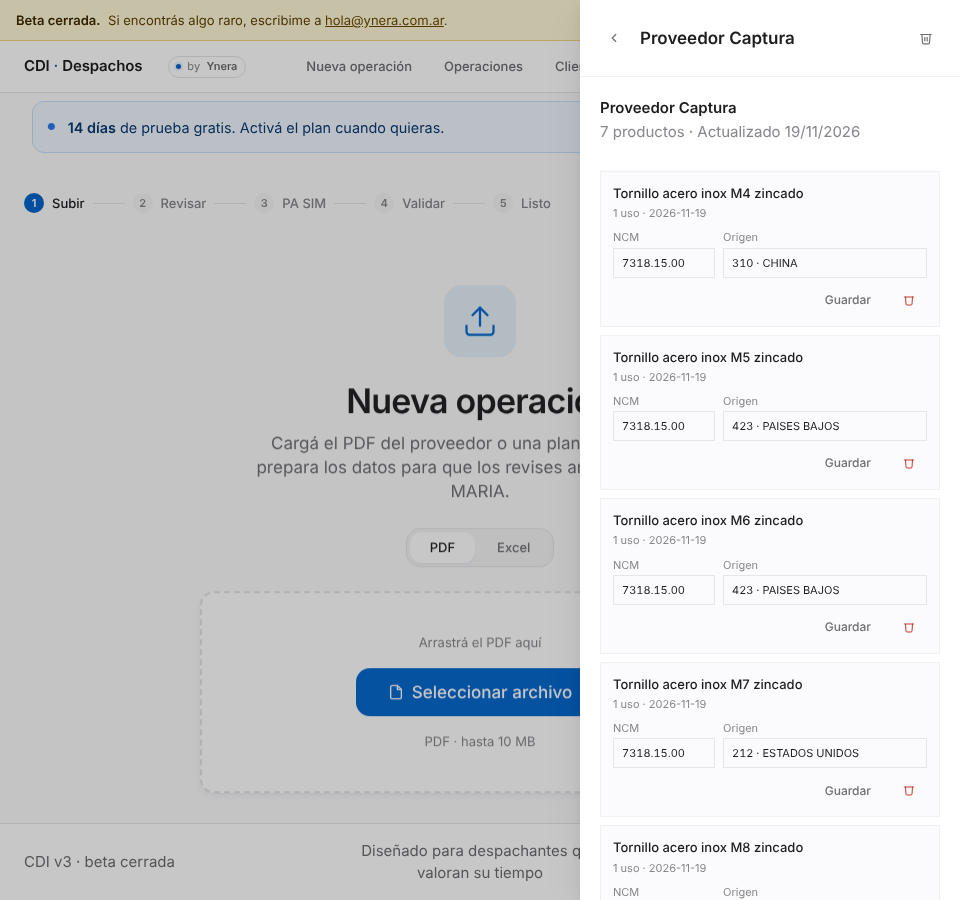 Beta cerrada. Si encontrás algo raro, escribime a hola@ynera.com.ar.
CDI · Despachos
by Ynera
Nueva operación
Operaciones
14 días de prueba gratis. Activá el plan cuando quieras.
1 Subir
2 Revisar
3 PA SIM
4 Validar
5 Listo
Cargá el PDF del proveedor o una
prepara los datos para que los revises
MARIA.
PDF
Excel
Arrastrá el PDF aquí
Seleccionar archivo
PDF · hasta 10 MB
CDI v3 · beta cerrada
Diseñado para despachantes
valoran su tiempo
Proveedor Captura
Proveedor Captura
7 productos · Actualizado 19/11/2026
Tornillo acero inox M4 zincado
1 uso · 2026-11-19
NCM
Origen
7318.15.00
310 · CHINA
Guardar
Tornillo acero inox M5 zincado
1 uso · 2026-11-19
NCM
Origen
7318.15.00
423 · PAISES BAJOS
Guardar
Tornillo acero inox M6 zincado
1 uso · 2026-11-19
NCM
Origen
7318.15.00
423 · PAISES BAJOS
Guardar
Tornillo acero inox M7 zincado
1 uso · 2026-11-19
NCM
Origen
7318.15.00
212 · ESTADOS UNIDOS
Guardar
Tornillo acero inox M8 zincado
1 uso · 2026-11-19
NCM
Origen